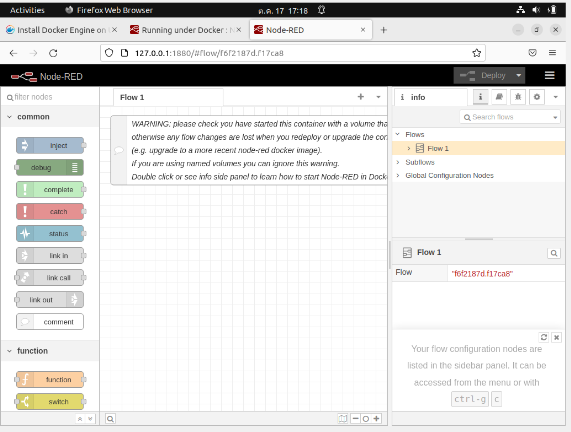 Activities
Firefox Web Browser
ต.ค. 17 17:18
Install Docker Engine on
Running under Docker : N
Node-RED
127.0.0.1:1880/#flow/f6f2187d.f17ca8
Node-RED
Deploy
filter nodes
Flow 1
info
common
Search flows
WARNING: please check you have started this container with a volume tha
otherwise any flow changes are lost when you redeploy or upgrade the con
(e.g. upgrade to a more recent node-red docker image).
If you are using named volumes you can ignore this warning.
Double click or see info side panel to learn how to start Node-RED in Docke
Flows
Flow 1
Subflows
Global Configuration Nodes
inject
debug
complete
catch
status
link in
link call
link out
comment
function
function
switch
Flow 1
Flow
"f6f2187d.f17ca8"
Your flow configuration nodes are
listed in the sidebar panel. It can be
accessed from the menu or with
ctrl-g c